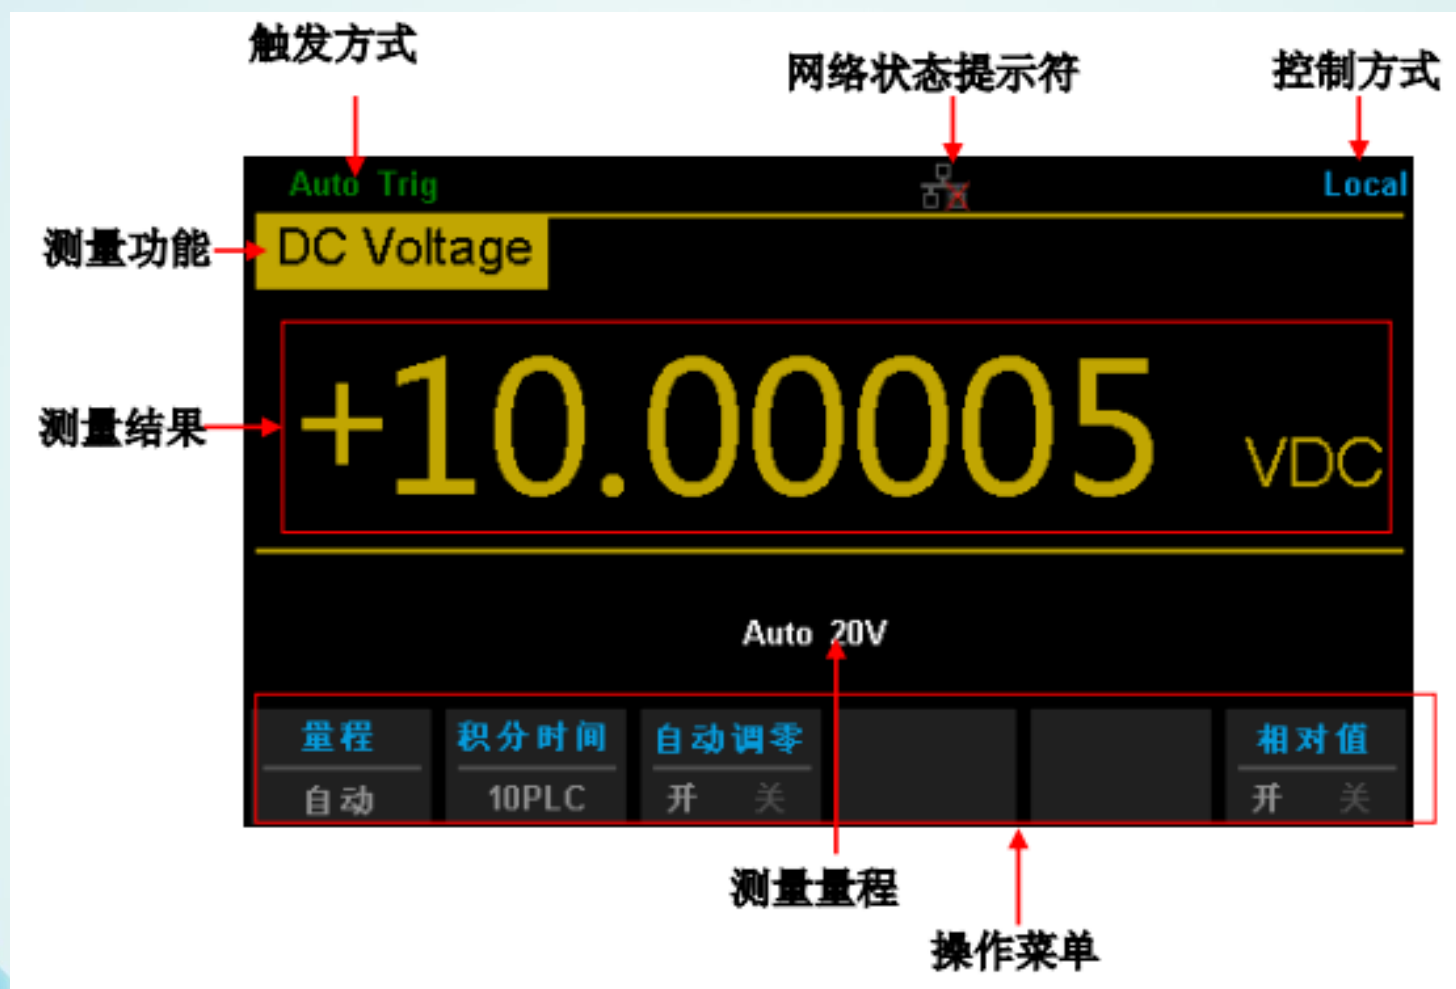 触发方式
网络状态提示符
控制方式
Auto Trig
Local
测量功能
DC Voltage
测量结果
+10.00005 VDC
Auto 20V
量程 积分时间 自动调零 相对值
自动 10PLC 开 关 开 关
测量量程
操作菜单